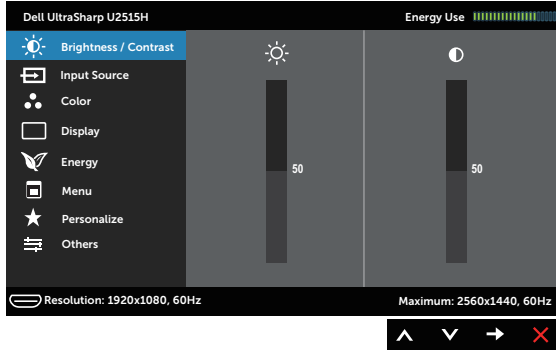 Dell UltraSharp U2515H
Energy Use
Brightness / Contrast
Input Source
Color
Display
Energy
Menu
Personalize
Others
50
50
Resolution: 1920x1080, 60Hz
Maximum: 2560x1440, 60Hz